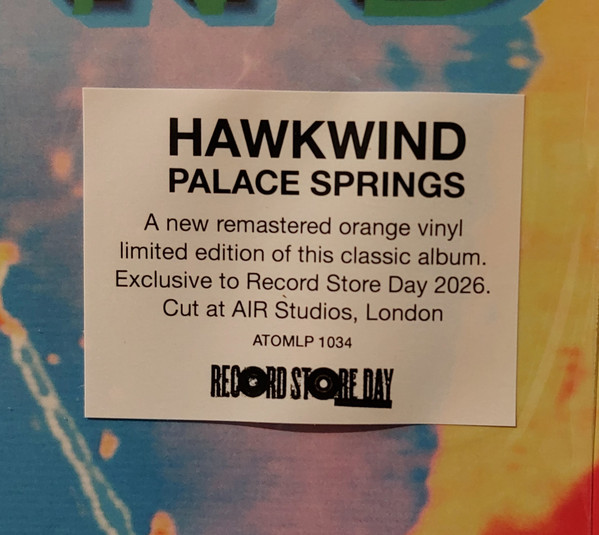 HAWKWIND
PALACE SPRINGS
A new remastered orange vinyl
limited edition of this classic album.
Exclusive to Record Store Day 2026.
Cut at AIR Studios, London
ATOMLP 1034
RECORD STORE DAY